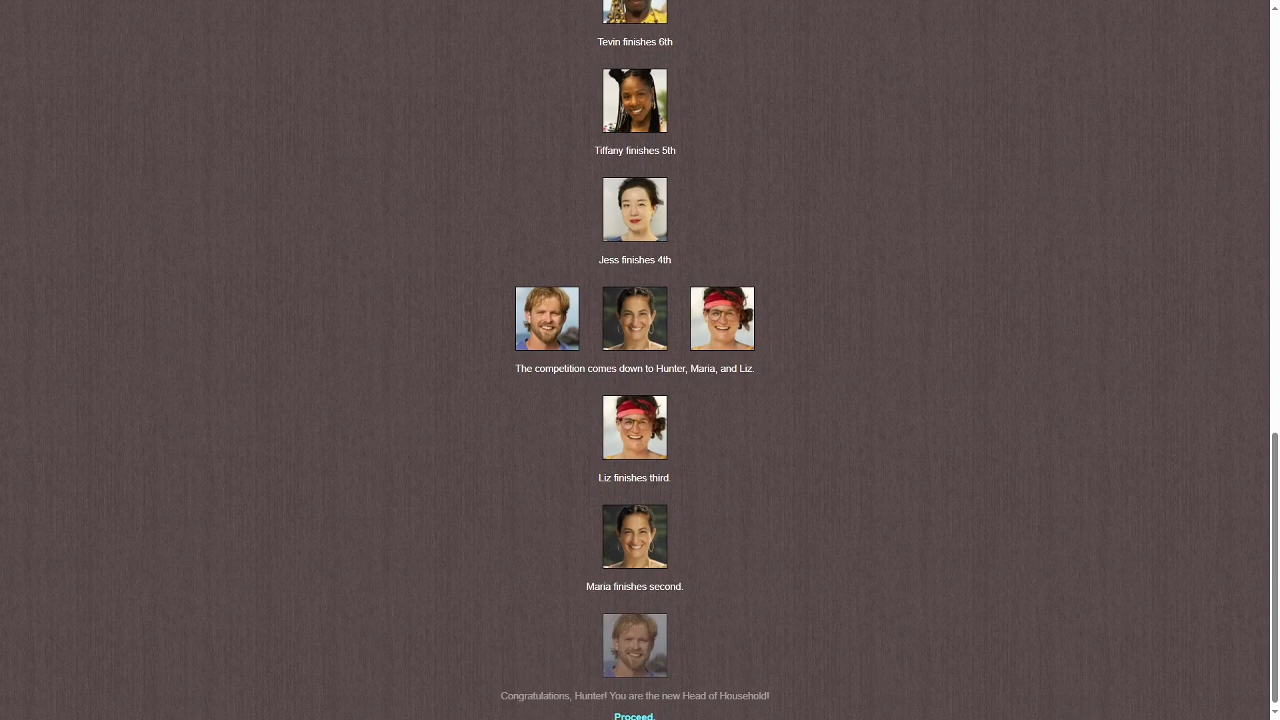 Tevin finishes 6th
Tiffany finishes 5th
Jess finishes 4th
The competition comes down to Hunter, Maria, and Liz.
Liz finishes third.
Maria finishes second.
Congratulations, Hunter! You are the new Head of Household!
Proceed.